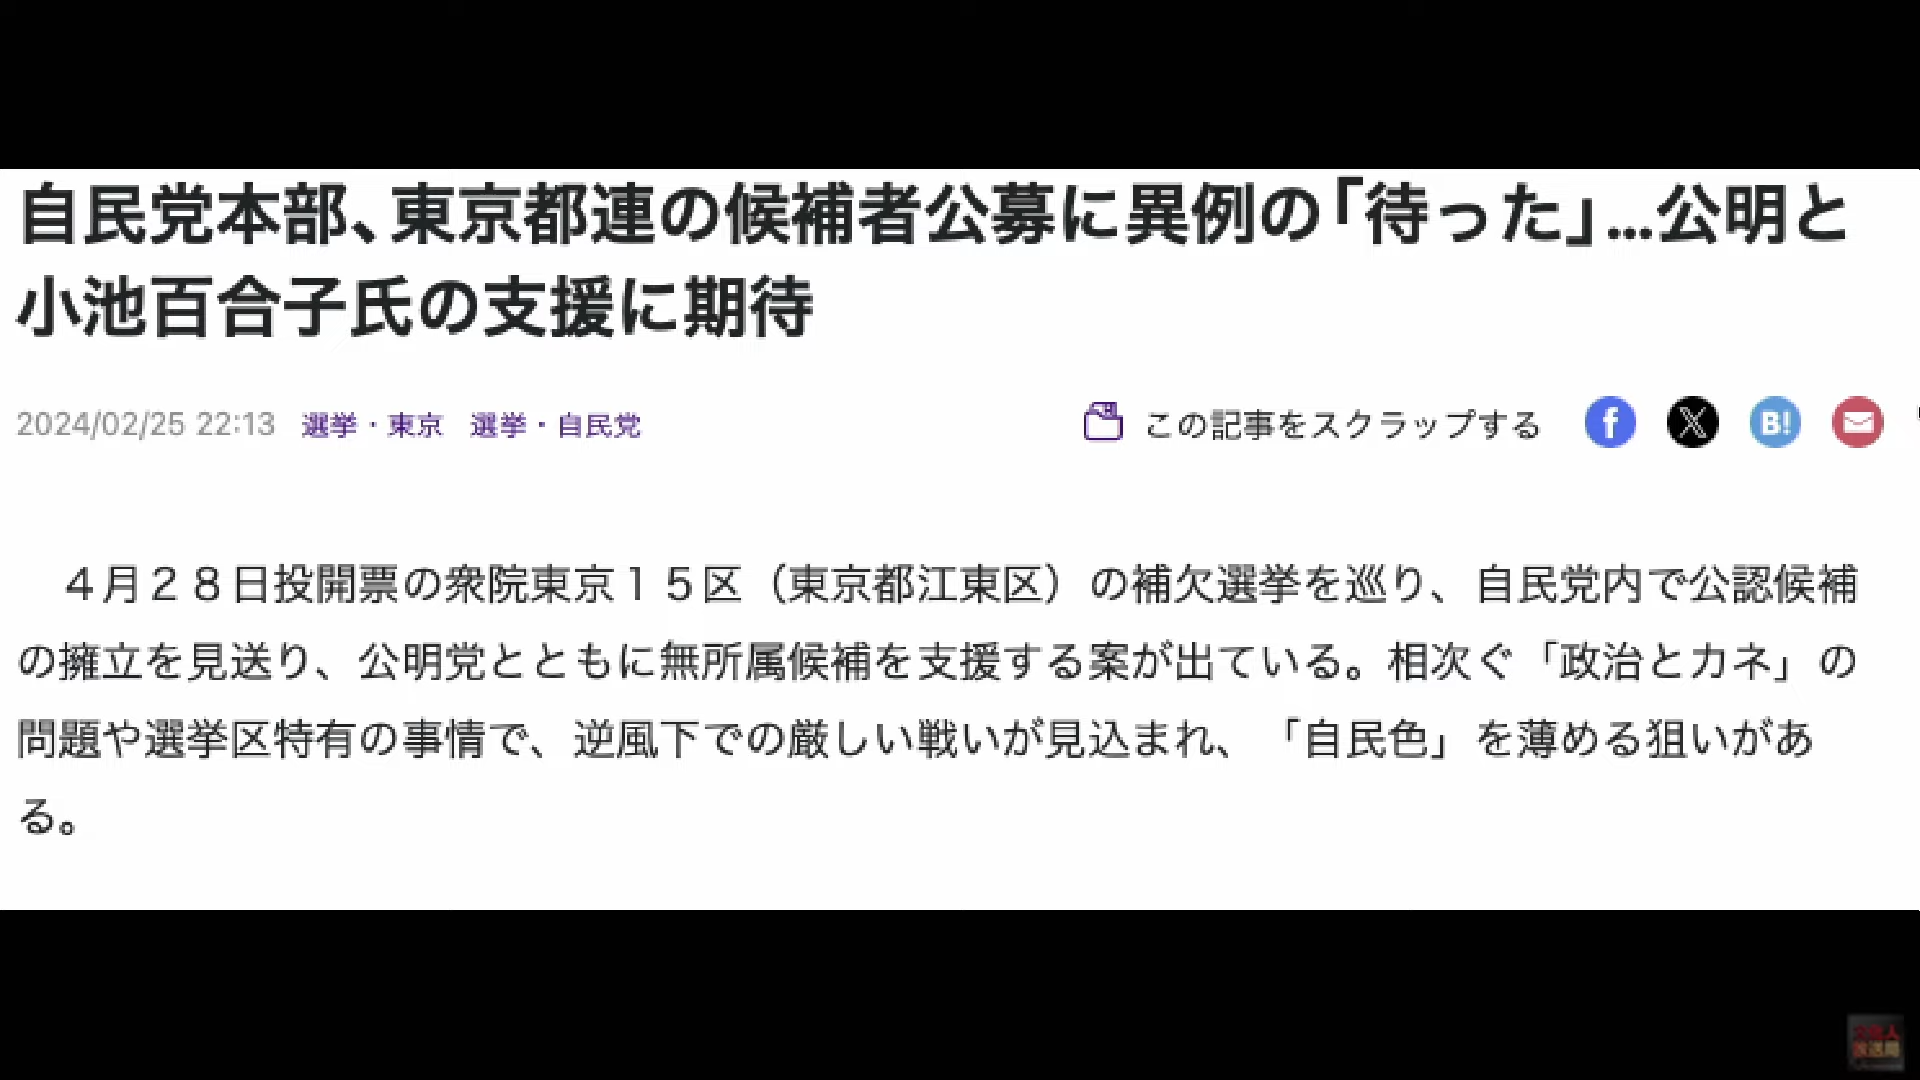 自民党本部、東京都連の候補者公募に異例の「待った」…公明と
小池百合子氏の支援に期待
2024/02/25 22:13 選挙・東京 選挙・自民党 この記事をスクラップする
B!
４月２８日投開票の衆院東京１５区（東京都江東区）の補欠選挙を巡り、自民党内で公認候補
の擁立を見送り、公明党とともに無所属候補を支援する案が出ている。相次ぐ「政治とカネ」の
問題や選挙区特有の事情で、逆風下での厳しい戦いが見込まれ、「自民色」を薄める狙いがあ
る。